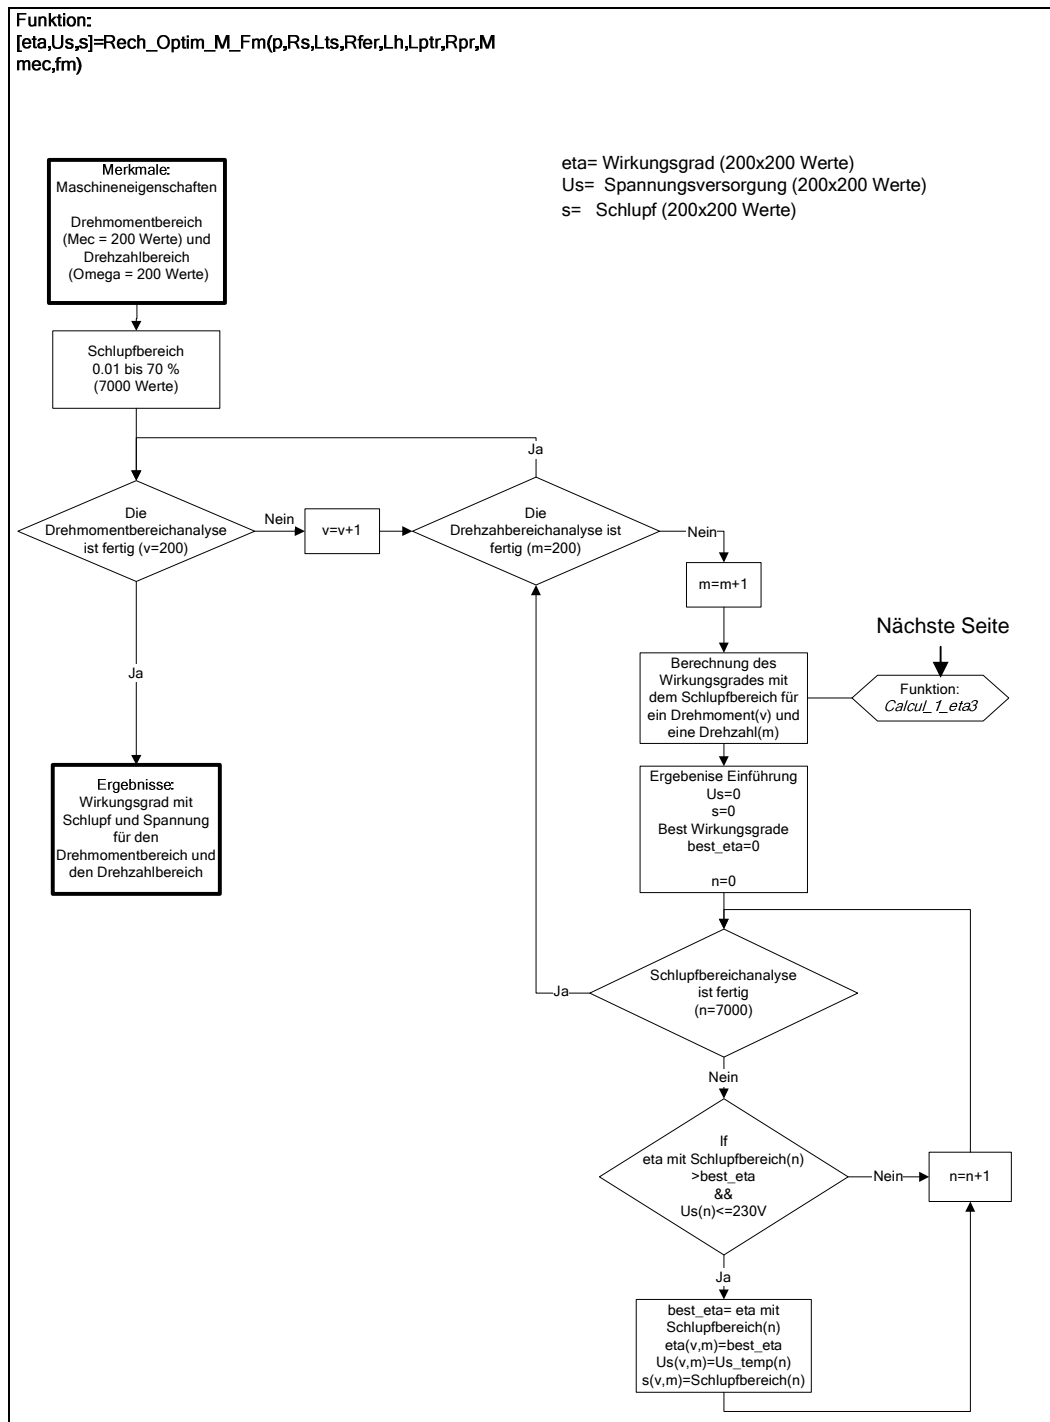 Funktion:
[eta,Us,s]=Rech_Optim_M_Fm(p,Rs,Lts,Rfer,Lh,Lptr,Rpr,M
mec,fm)
eta= Wirkungsgrad (200x200 Werte)
Us=  Spannungsversorgung (200x200 Werte)
s=   Schlupf (200x200 Werte)
Merkmale:
Maschineneigenschaften
Drehmomentbereich
(Mec = 200 Werte) und
Drehzahlbereich
(Omega = 200 Werte)
Schlupfbereich
0.01 bis 70 %
(7000 Werte)
Ja
Die
Drehmomentbereichanalyse
ist fertig (v=200)
Nein
v=v+1
Die
Drehzahbereichanalyse ist
fertig (m=200)
Nein
m=m+1
Nächste Seite
Berechnung des
Wirkungsgrades mit
dem Schlupfbereich für
ein Drehmoment(v) und
eine Drehzahl(m)
Funktion:
Calcul_1_eta3
Ja
Ergebnisse:
Wirkungsgrad mit
Schlupf und Spannung
für den
Drehmomentbereich und
den Drehzahlbereich
Ergebenise Einführung
Us=0
s=0
Best Wirkungsgrade
best_eta=0
n=0
Schlupfbereichanalyse
ist fertig
(n=7000)
Ja
Nein
If
eta mit Schlupfbereich(n)
>best_eta
&&
Us(n)<=230V
Nein
n=n+1
Ja
best_eta= eta mit
Schlupfbereich(n)
eta(v,m)=best_eta
Us(v,m)=Us_temp(n)
s(v,m)=Schlupfbereich(n)